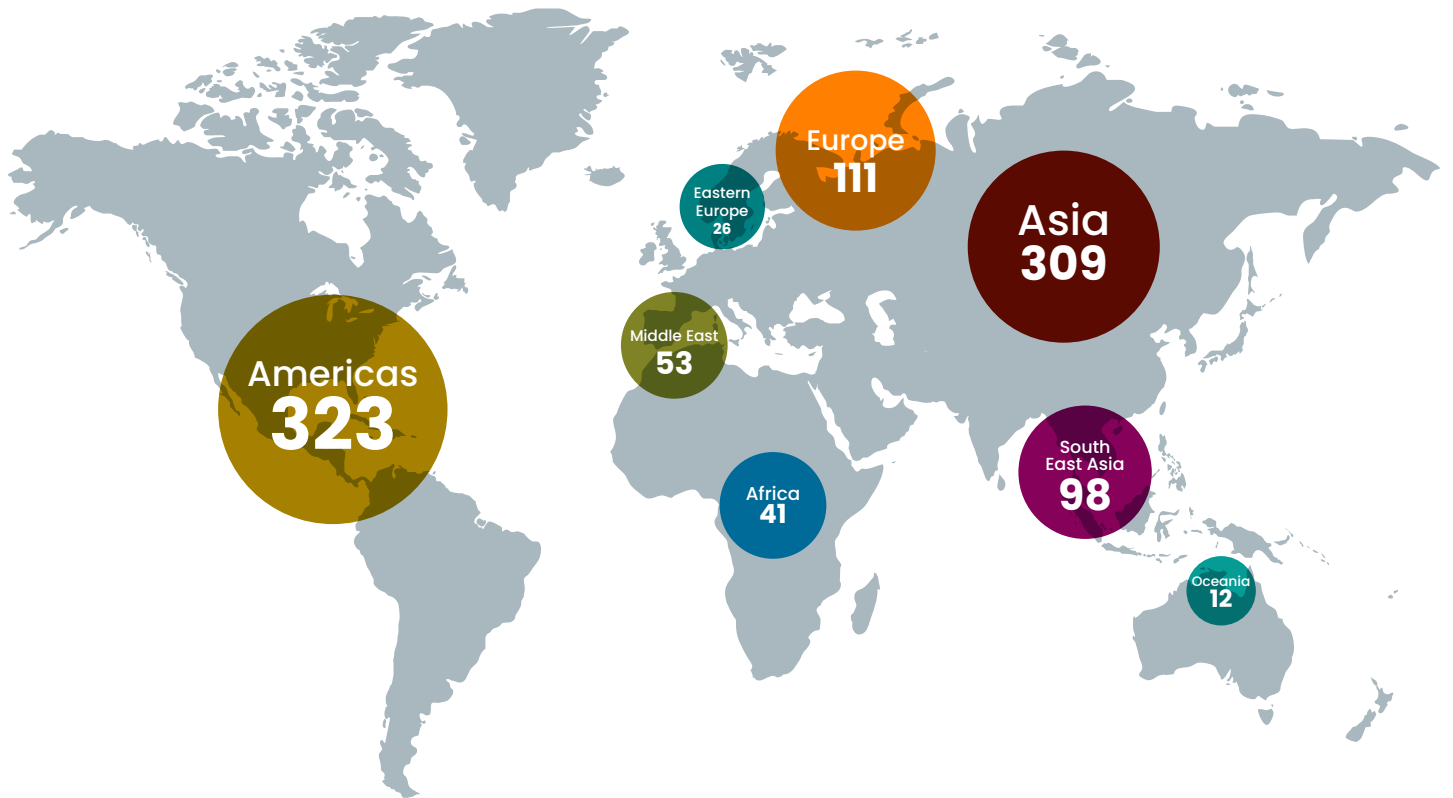 Europe
111
Eastern
Europe
26
Asia
309
Middle East
53
Americas
323
South
East Asia
98
Africa
41
Oceania
12